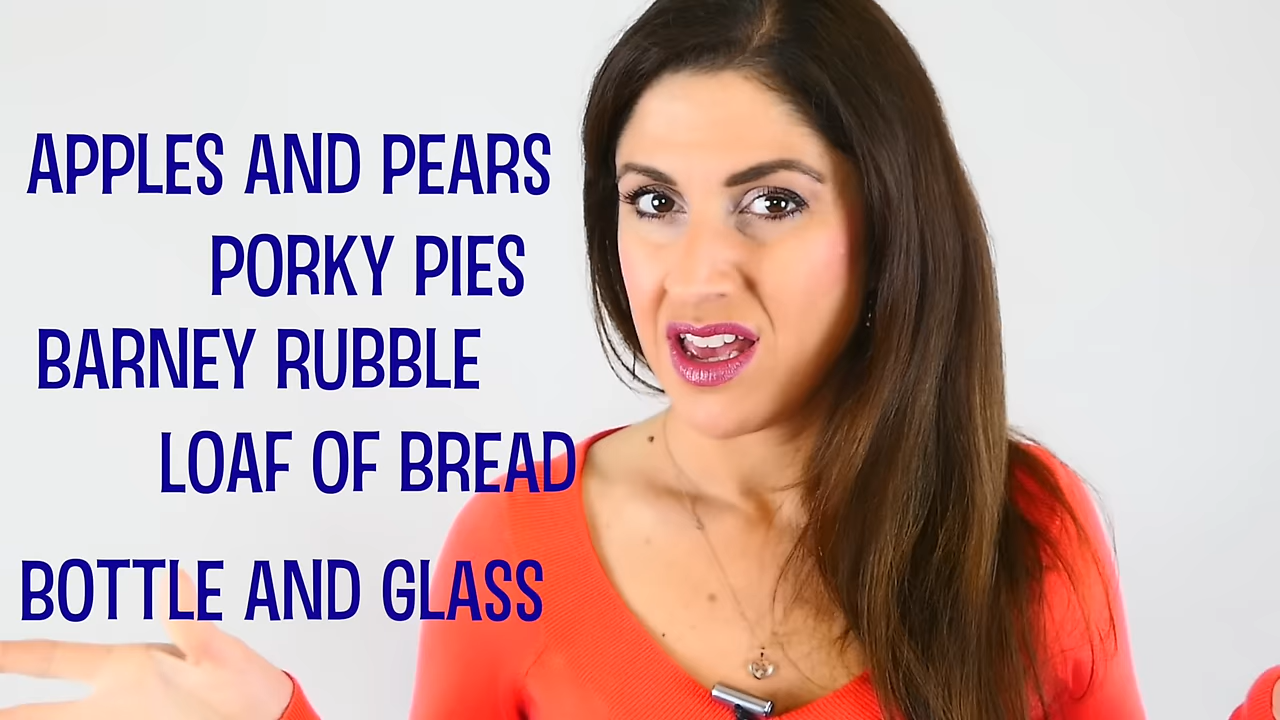 APPLES AND PEARS
PORKY PIES
BARNEY RUBBLE
LOAF OF BREAD
BOTTLE AND GLASS